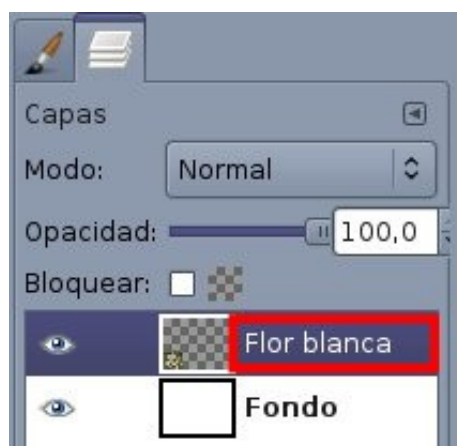 Capas
Modo: Normal
Opacidad: 100,0
Bloquear:
Flor blanca
Fondo